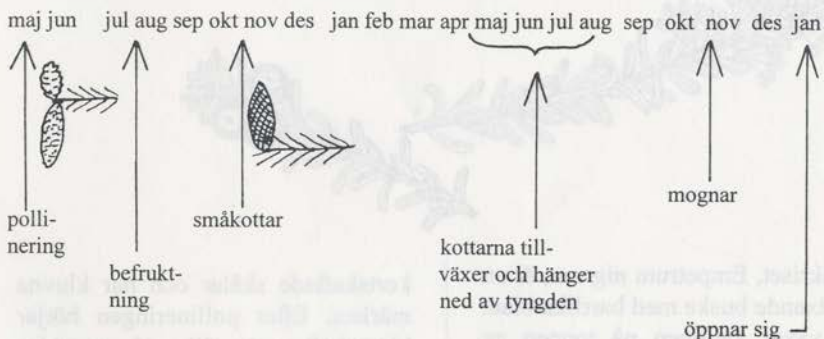 maj jun jul aug sep okt nov des jan feb mar apr maj jun jul aug sep okt nov des jan
polli-
nering
befrukt-
ning
småkottar
kottarna till-
växer och hänger
ned av tyngden
mognar
öppnar sig